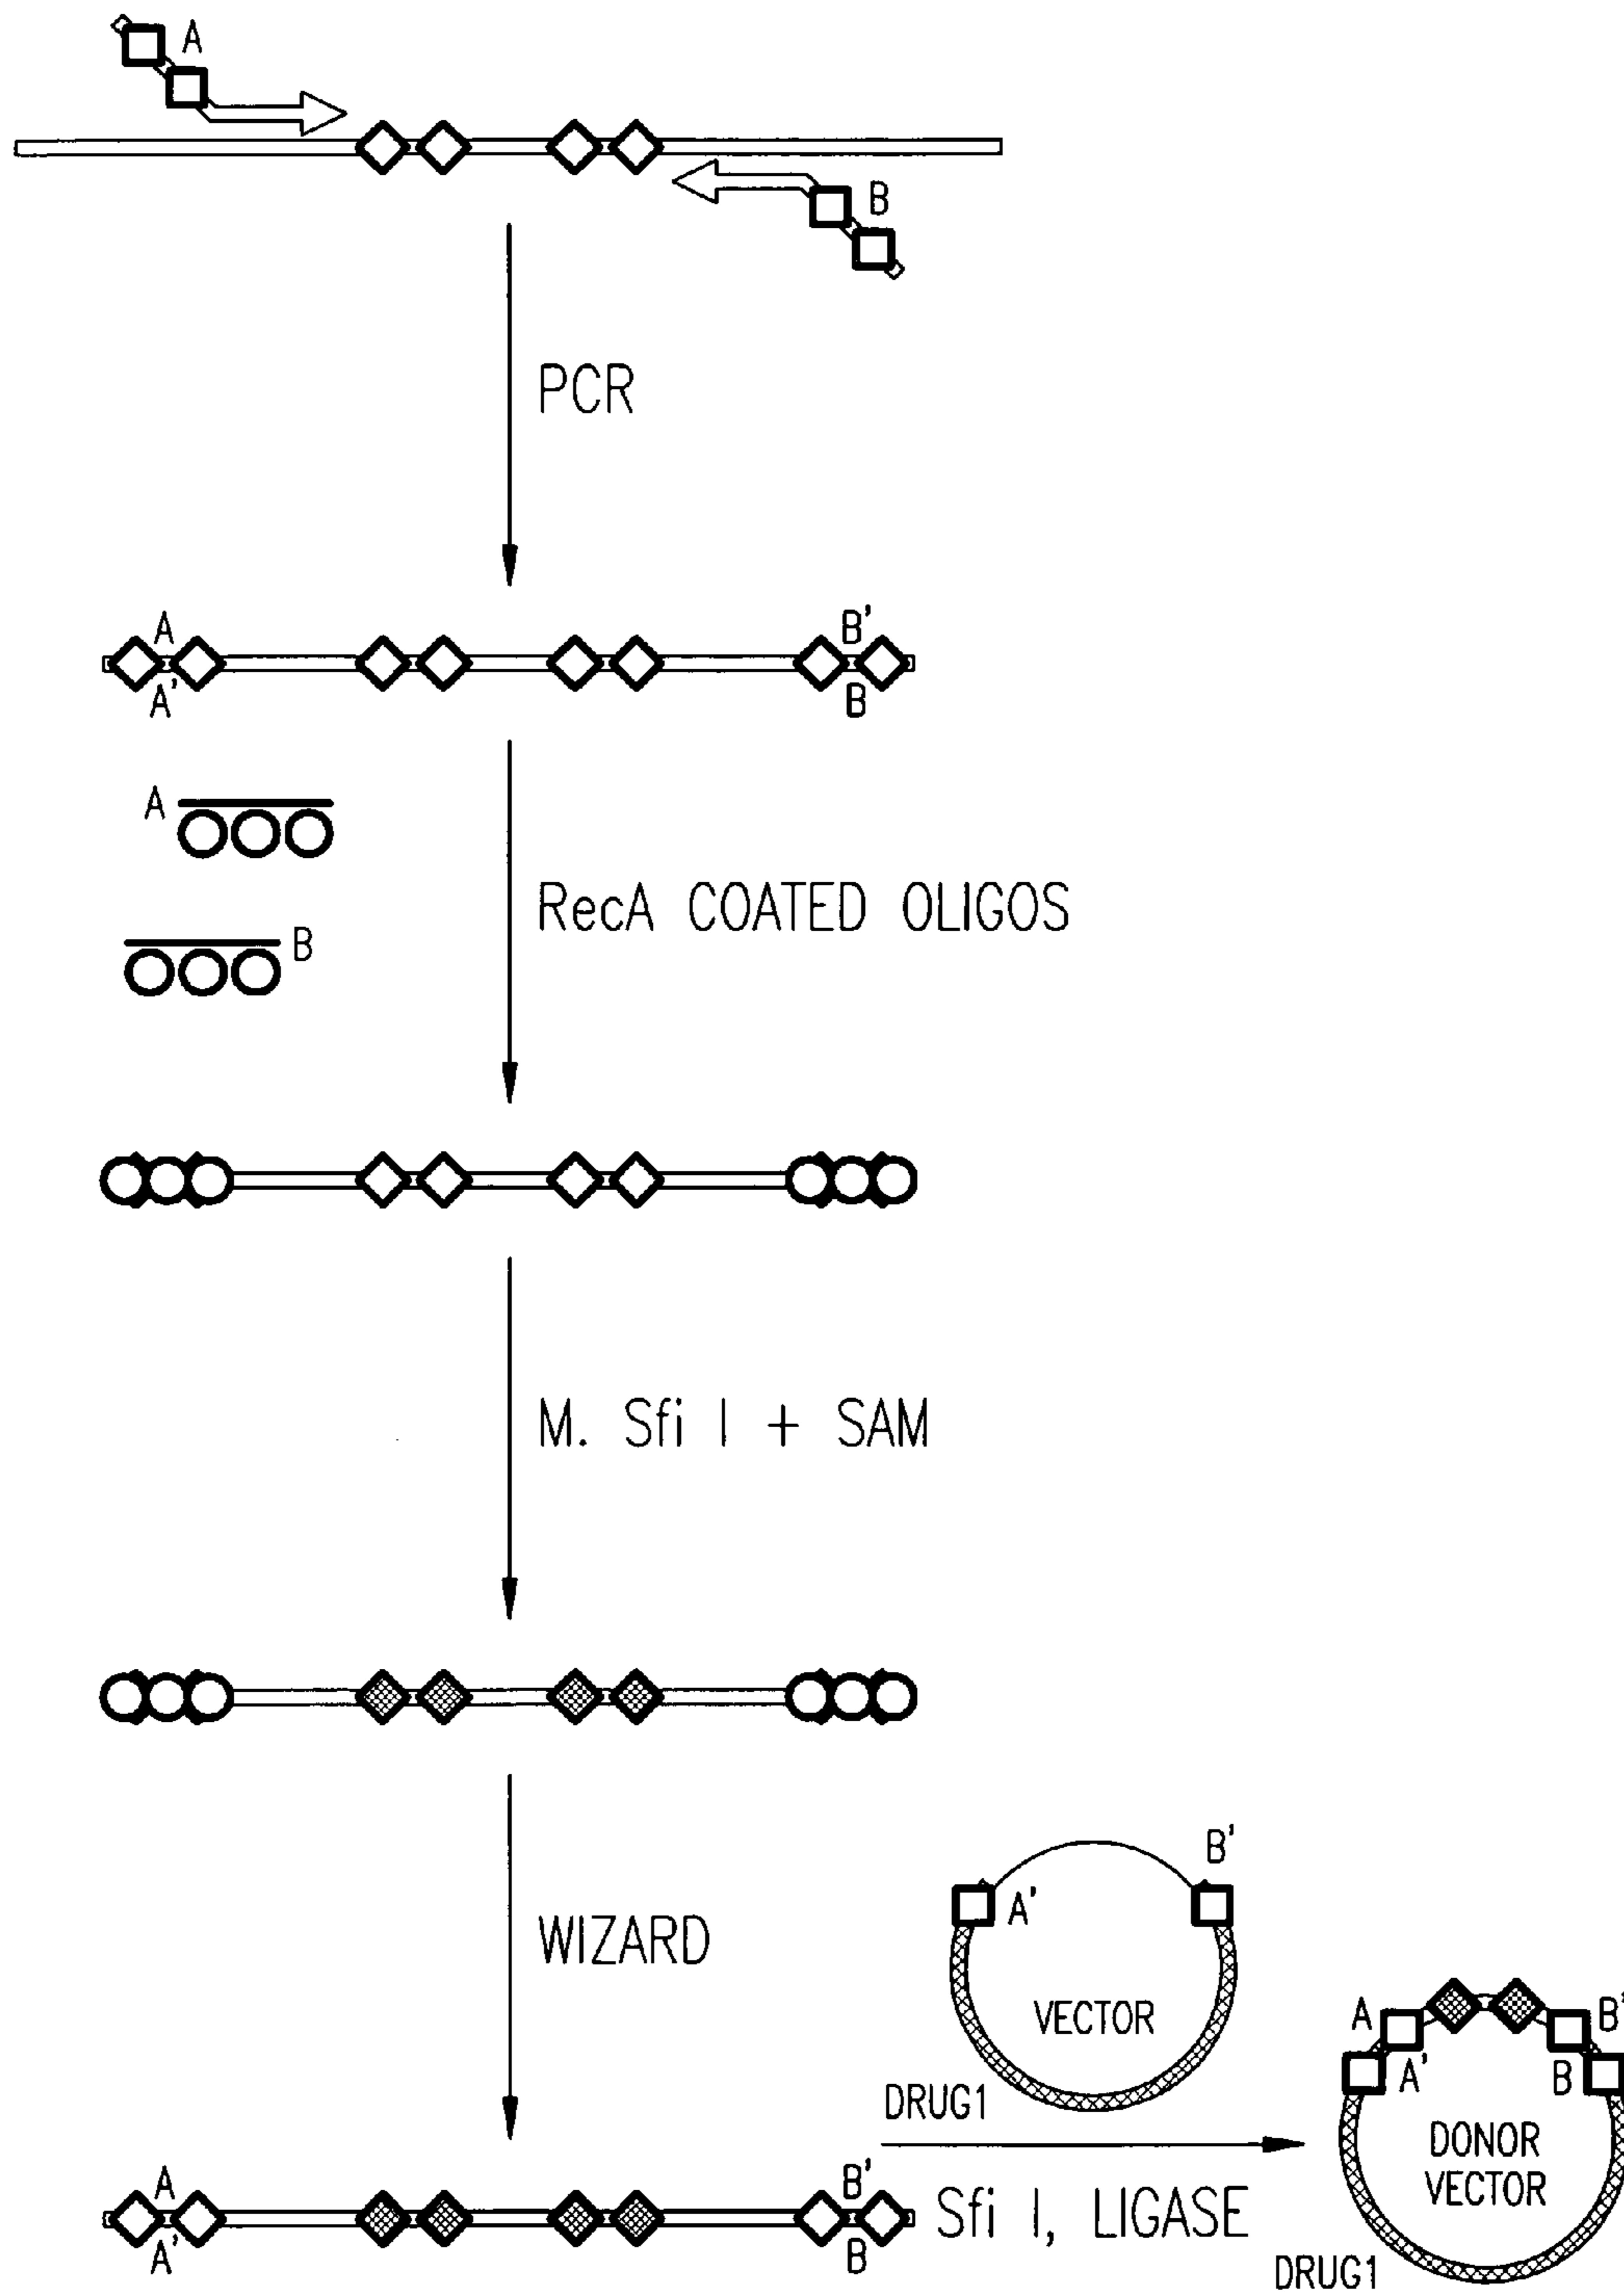 A
B
PCR
A
B'
A'
B
A
RecA COATED OLIGOS
B
M. Sfi I + SAM
B'
A'
WIZARD
VECTOR
A
B'
A'
B
DRUG1
DONOR
VECTOR
A
B'
Sfi I, LIGASE
A'
B
DRUG1